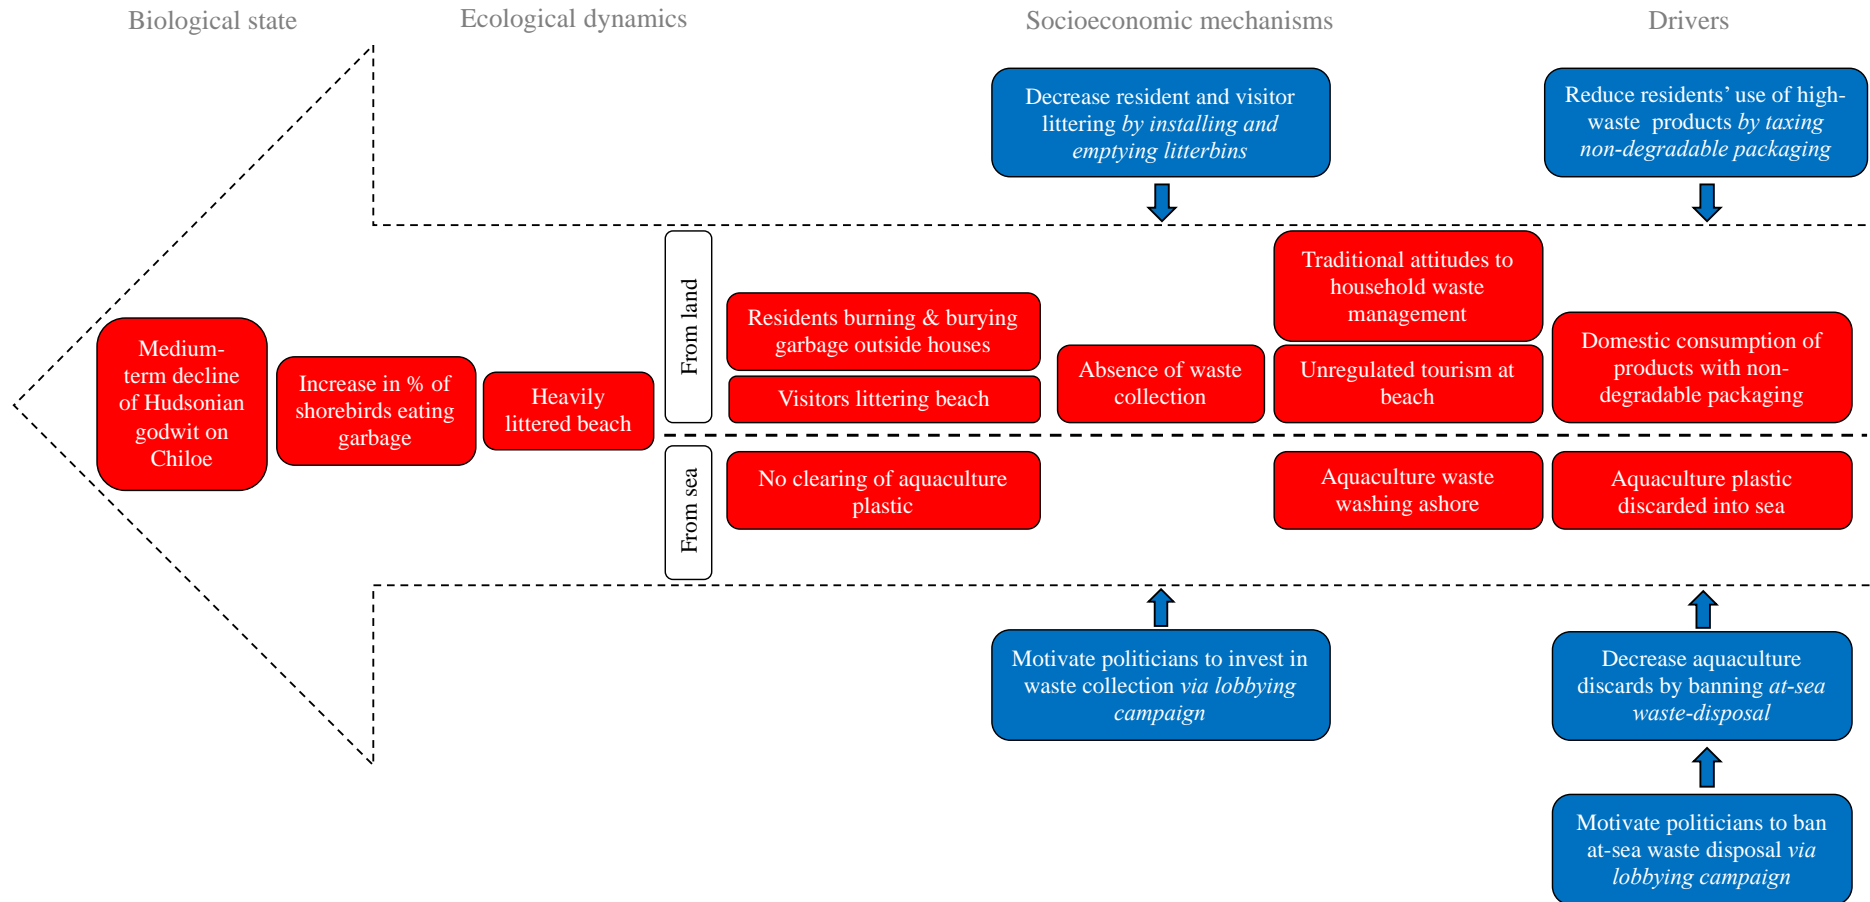 Biological state
Ecological dynamics
Socioeconomic mechanisms
Drivers
Decrease resident and visitor
littering by installing and
emptying litterbins
Reduce residents’ use of high-
waste products by taxing
non-degradable packaging
Medium-
term decline
of Hudsonian
godwit on
Chiloe
Increase in % of
shorebirds eating
garbage
Heavily
littered beach
From land
Residents burning & burying
garbage outside houses
Visitors littering beach
Absence of waste
collection
Traditional attitudes to
household waste
management
Unregulated tourism at
beach
Domestic consumption of
products with non-
degradable packaging
From sea
No clearing of aquaculture
plastic
Aquaculture waste
washing ashore
Aquaculture plastic
discarded into sea
Motivate politicians to invest in
waste collection via lobbying
campaign
Decrease aquaculture
discards by banning at-sea
waste-disposal
Motivate politicians to ban
at-sea waste disposal via
lobbying campaign